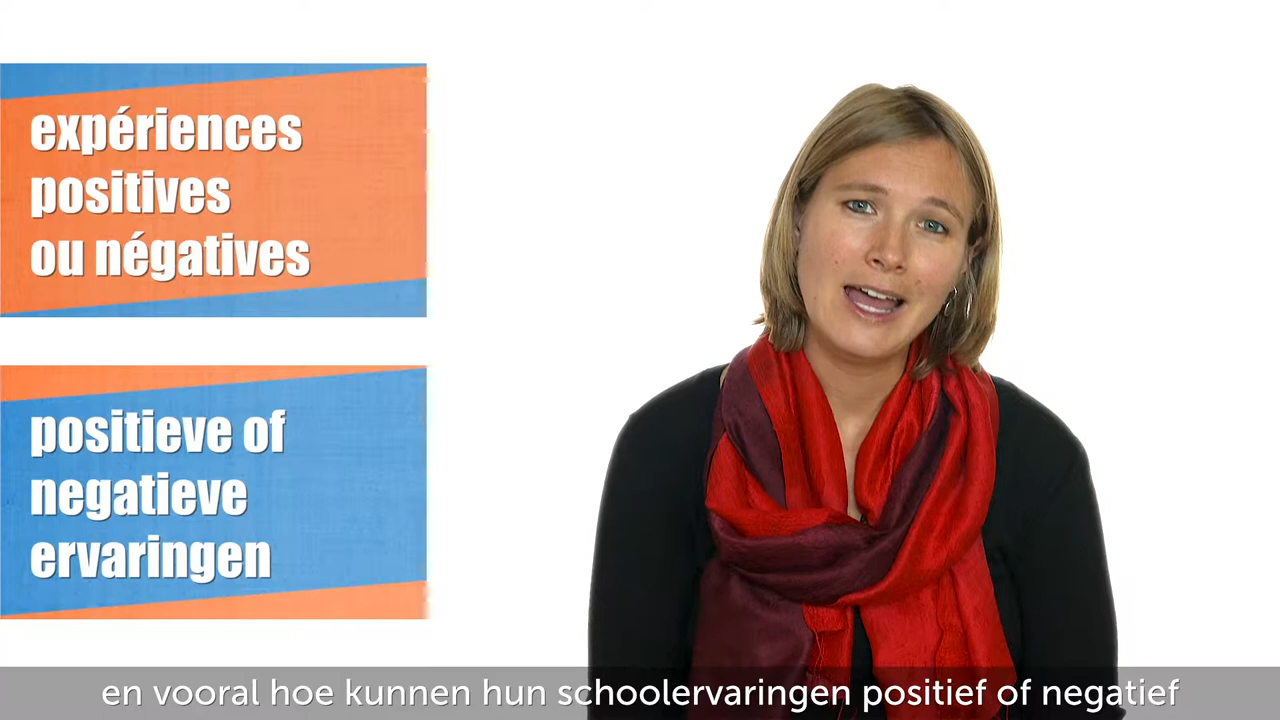 expériences
positives
ou négatives
positieve of
negatieve
ervaringen
en vooral hoe kunnen hun schoolervaringen positief of negatief